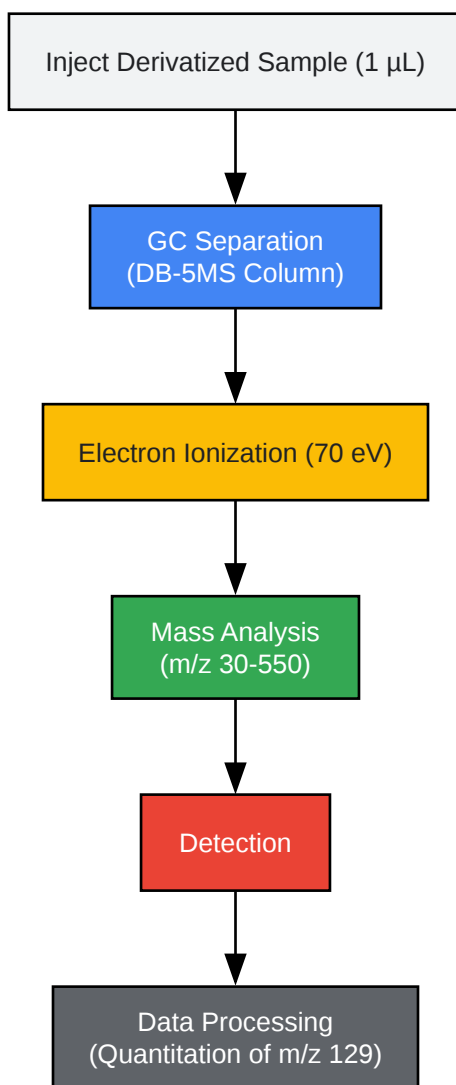 Inject Derivatized Sample (1 µL)
GC Separation
(DB-5MS Column)
Electron Ionization (70 eV)
Mass Analysis
(m/z 30-550)
Detection
Data Processing
(Quantitation of m/z 129)